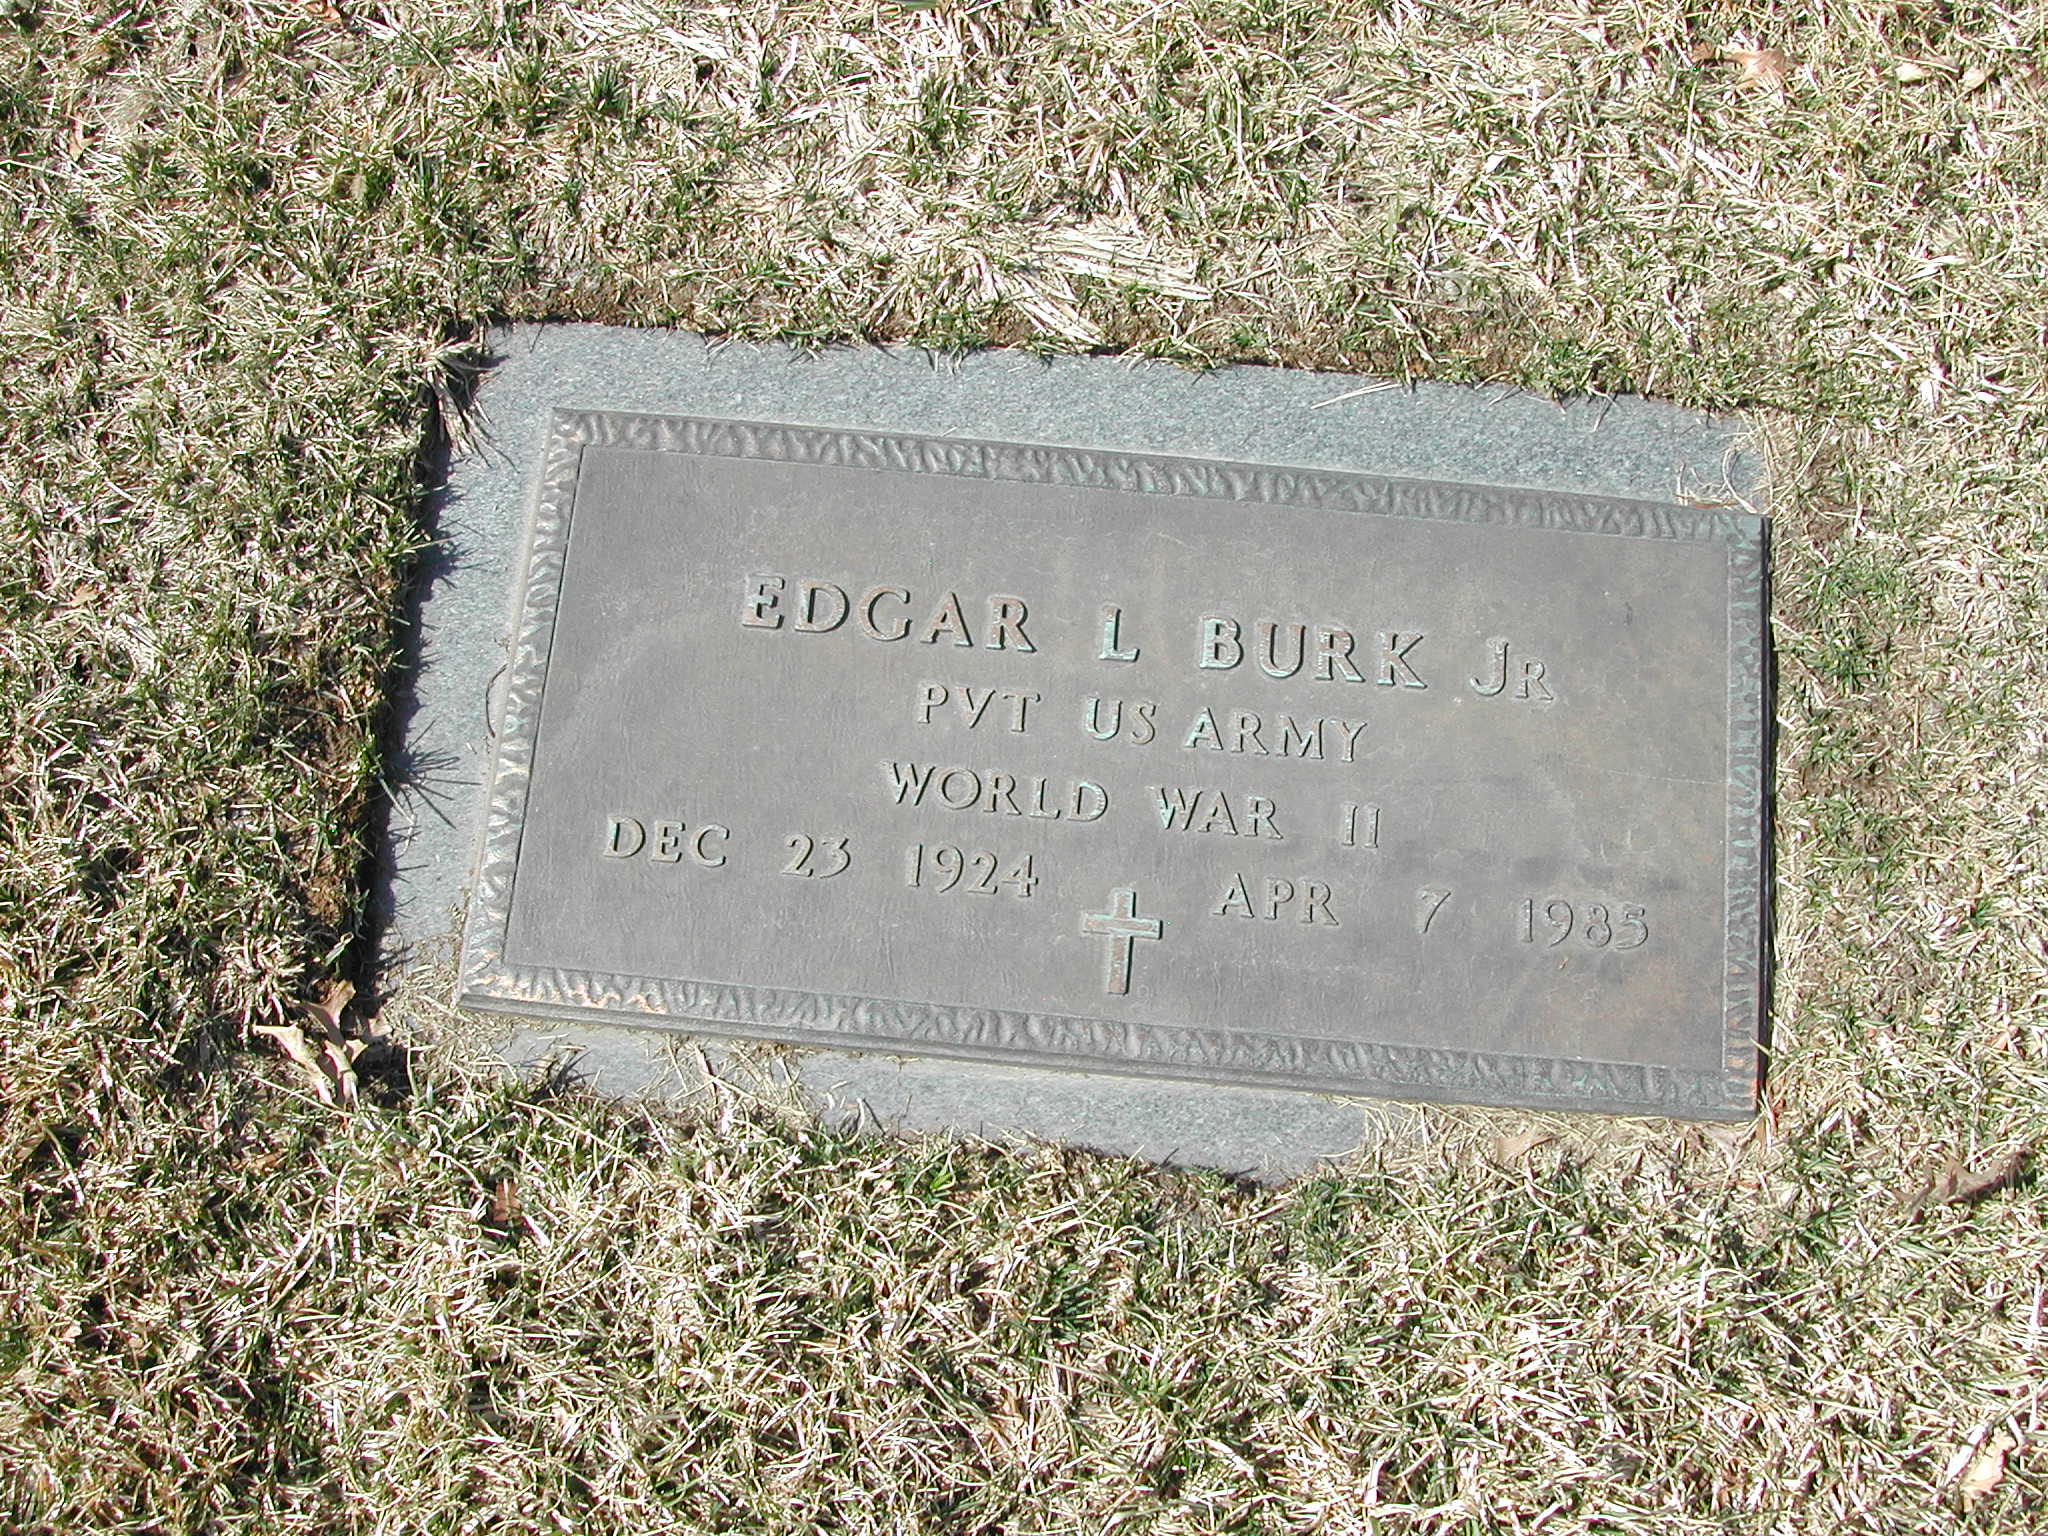 EDGAR L BURK JR
PVT US ARMY
WORLD WAR II
DEC 23 1924 APR 7 1985